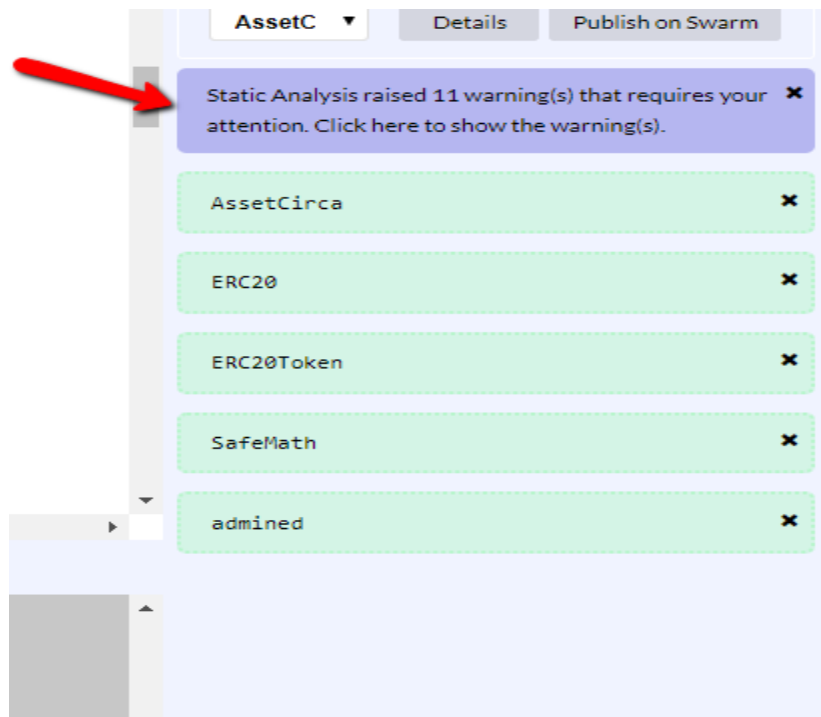 AssetC Details Publish on Swarm
Static Analysis raised 11 warning(s) that requires your
attention. Click here to show the warning(s).
AssetCirca
ERC20
ERC20Token
SafeMath
admined